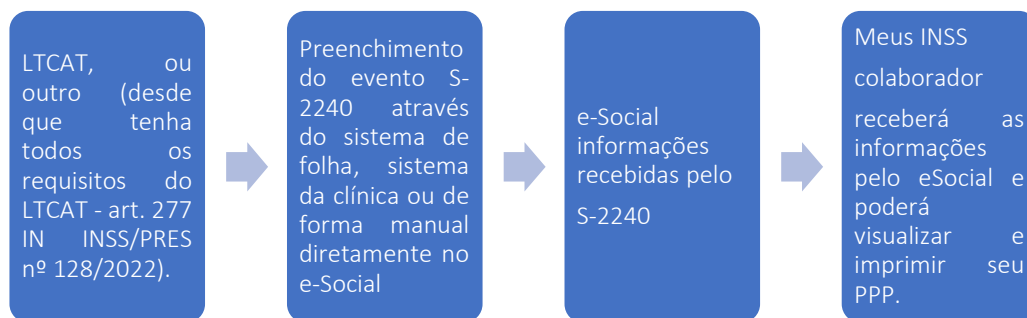 LTCAT, ou
outro (desde
que tenha
todos os
requisitos do
LTCAT - art. 277
IN INSS/PRES
nº 128/2022).
Preenchimento
do evento S-
2240 através
do sistema de
folha, sistema
da clínica ou de
forma manual
diretamente no
e-Social
e-Social
informações
recebidas pelo
S-2240
Meus INSS
colaborador
receberá as
informações
pelo eSocial e
poderá
visualizar e
imprimir seu
PPP.